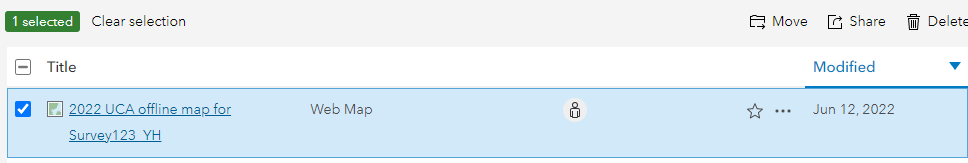 1 selected Clear selection Move Share Delete
Title Modified
2022 UCA offline map for Web Map Jun 12, 2022
Survey123_YH